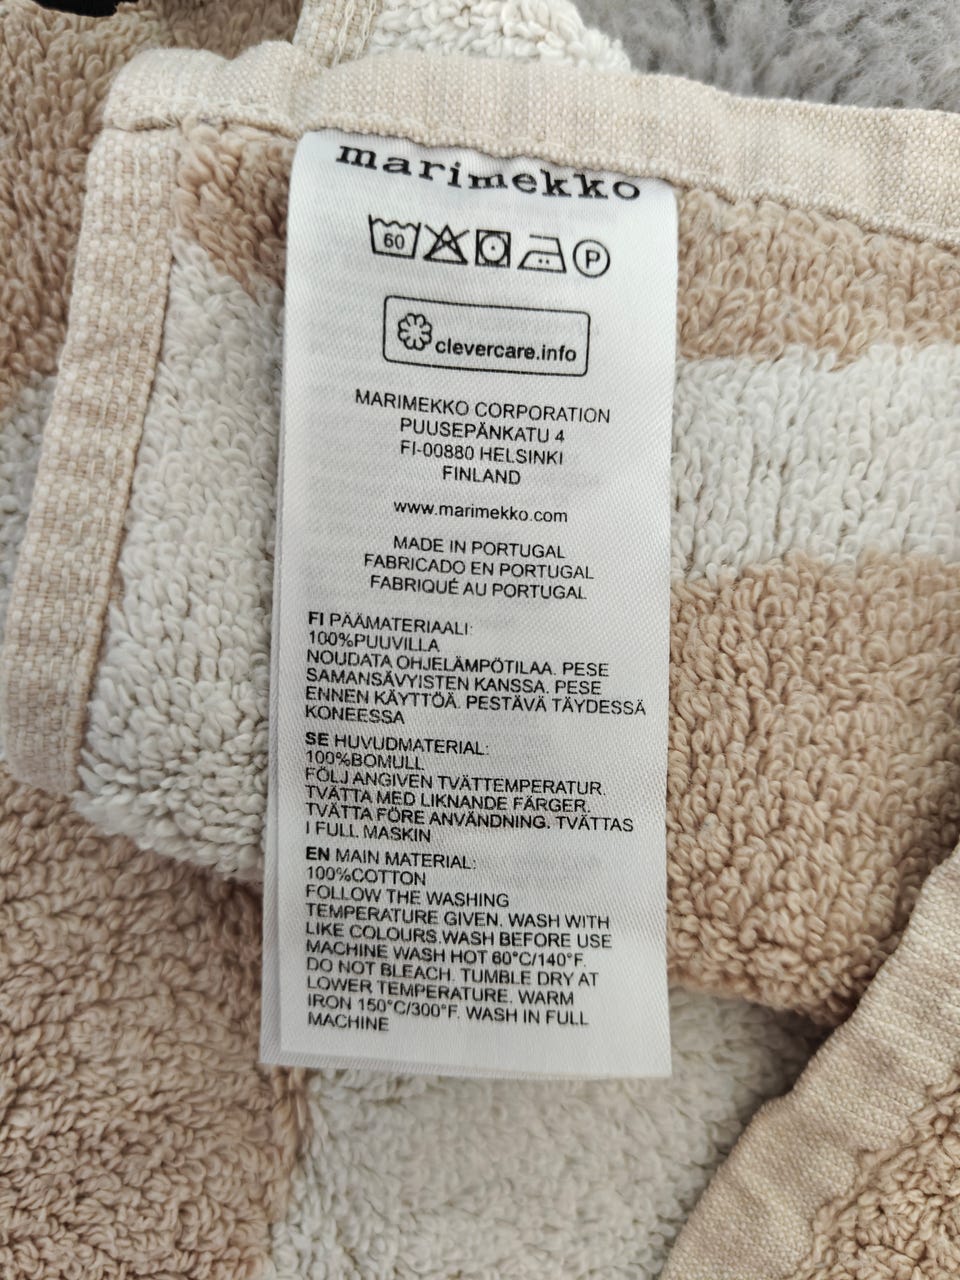 marimekko
60 P
clevercare.info
MARIMEKKO CORPORATION
PUUSEPÄNKATU 4
FI-00880 HELSINKI
FINLAND
www.marimekko.com
MADE IN PORTUGAL
FABRICADO EN PORTUGAL
FABRIQUÉ AU PORTUGAL
FI PÄÄMATERIAALI:
100%PUUVILLA
NOUDATA OHJELÄMPÖTILAA. PESE
SAMANSÄVYISTEN KANSSA. PESE
ENNEN KÄYTTÖÄ. PESTÄVÄ TÄYDESSÄ
KONEESSA
SE HUVUDMATERIAL:
100%BOMULL
FÖLJ ANGIVEN TVÄTTEMPERATUR.
TVÄTTA MED LIKNANDE FÄRGER.
TVÄTTA FÖRE ANVÄNDNING. TVÄTTAS
I FULL MASKIN
EN MAIN MATERIAL:
100%COTTON
FOLLOW THE WASHING
TEMPERATURE GIVEN. WASH WITH
LIKE COLOURS.WASH BEFORE USE
MACHINE WASH HOT 60°C/140°F.
DO NOT BLEACH. TUMBLE DRY AT
LOWER TEMPERATURE. WARM
IRON 150°C/300°F. WASH IN FULL
MACHINE